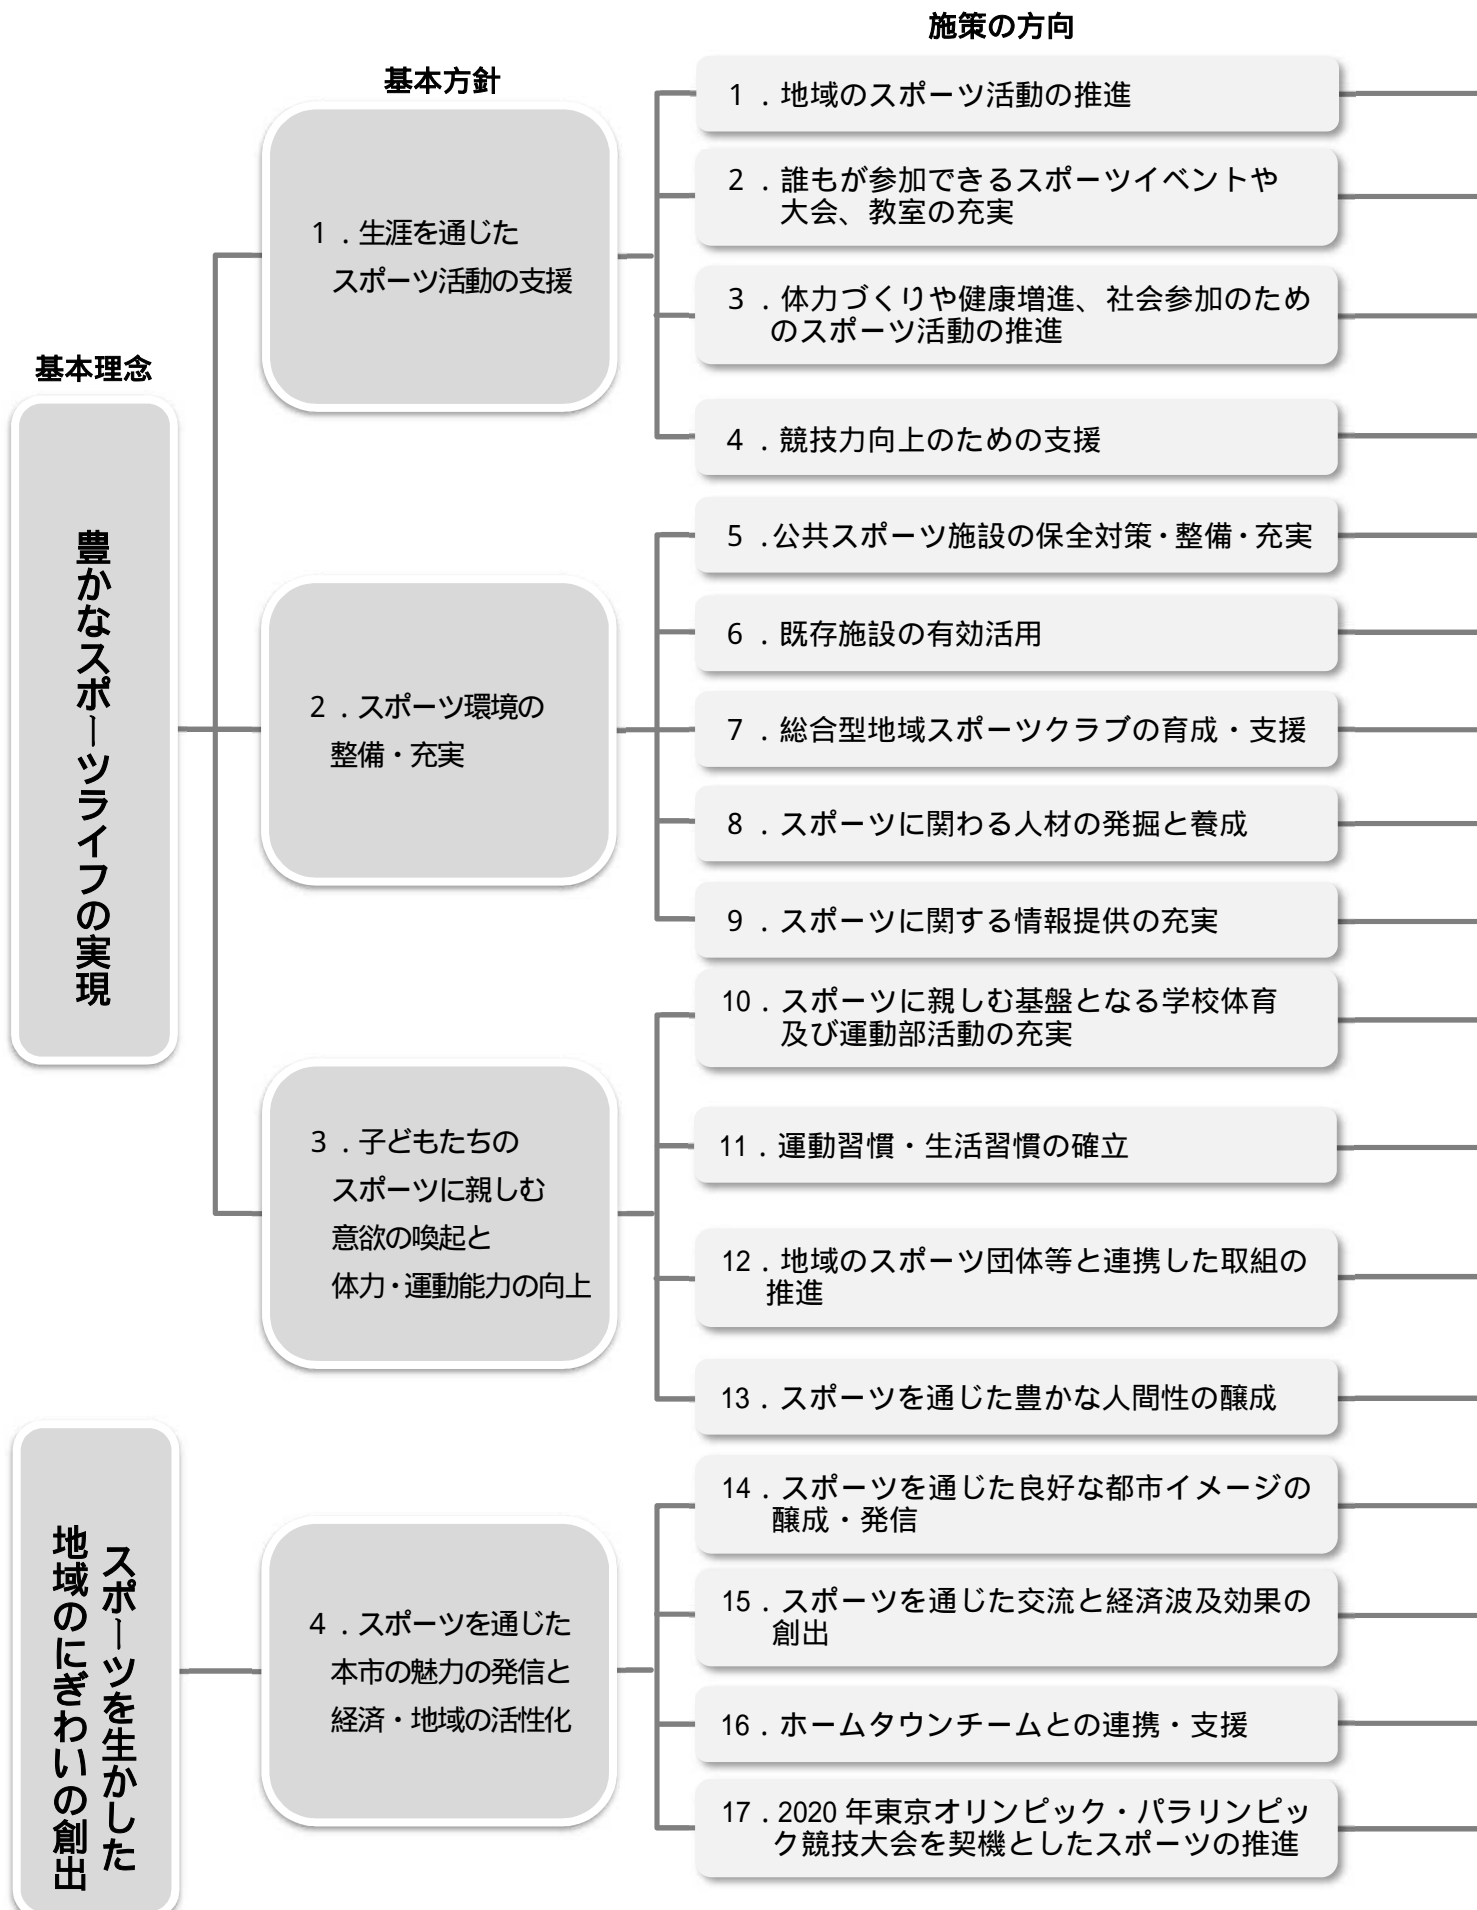 施策の方向
基本方針
基本理念
豊かなスポーツライフの実現
1 ．生涯を通じた
スポーツ活動の支援
1 ．地域のスポーツ活動の推進
2 ．誰もが参加できるスポーツイベントや
大会、教室の充実
3 ．体力づくりや健康増進、社会参加のため
のスポーツ活動の推進
4 ．競技力向上のための支援
2 ．スポーツ環境の
整備・充実
5 ．公共スポーツ施設の保全対策・整備・充実
6 ．既存施設の有効活用
7 ．総合型地域スポーツクラブの育成・支援
8 ．スポーツに関わる人材の発掘と養成
9 ．スポーツに関する情報提供の充実
3 ．子どもたちの
スポーツに親しむ
意欲の喚起と
体力・運動能力の向上
10．スポーツに親しむ基盤となる学校体育
及び運動部活動の充実
11．運動習慣・生活習慣の確立
12．地域のスポーツ団体等と連携した取組の
推進
13．スポーツを通じた豊かな人間性の醸成
スポーツを生かした
地域のにぎわいの創出
4 ．スポーツを通じた
本市の魅力の発信と
経済・地域の活性化
14．スポーツを通じた良好な都市イメージの
醸成・発信
15．スポーツを通じた交流と経済波及効果の
創出
16．ホームタウンチームとの連携・支援
17．2020 年東京オリンピック・パラリンピッ
ク競技大会を契機としたスポーツの推進